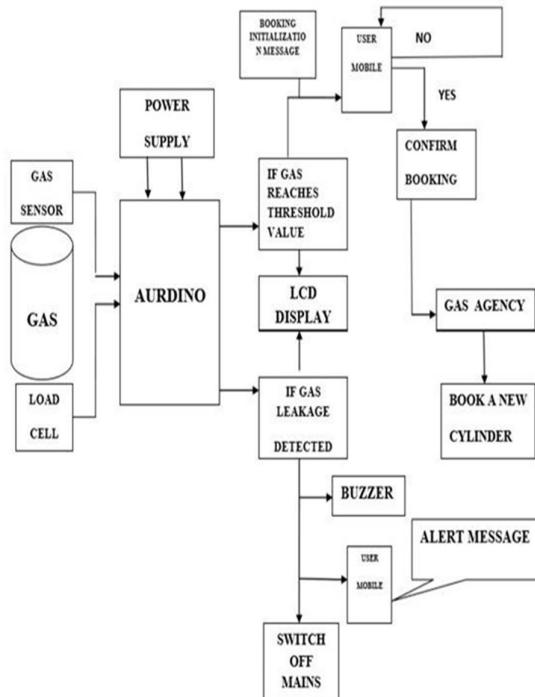 BOOKING
INITIALIZATIO
N MESSAGE
USER
MOBILE
NO
YES
POWER
SUPPLY
CONFIRM
BOOKING
GAS
SENSOR
IF GAS
REACHES
THRESHOLD
VALUE
GAS
AURDINO
LCD
DISPLAY
GAS AGENCY
LOAD
CELL
IF GAS
LEAKAGE
DETECTED
BOOK A NEW
CYLINDER
BUZZER
ALERT MESSAGE
USER
MOBILE
SWITCH
OFF
MAINS